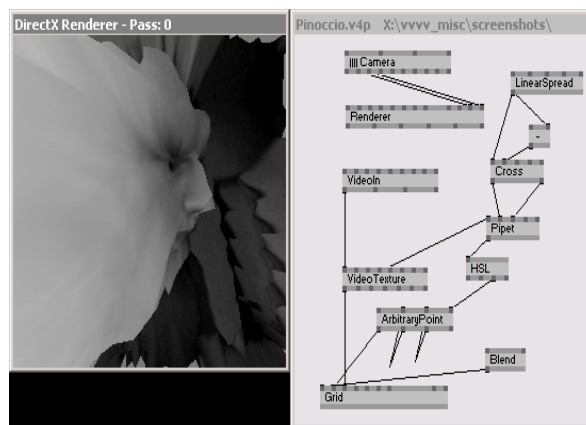 DirectX Renderer - Pass: 0
Pinoccio.v4p X:\vvvv_misc\screenshots\
Camera
LinearSpread
Renderer
-
VideoIn
Cross
Pipet
VideoTexture
HSL
ArbitraryPoint
Blend
Grid